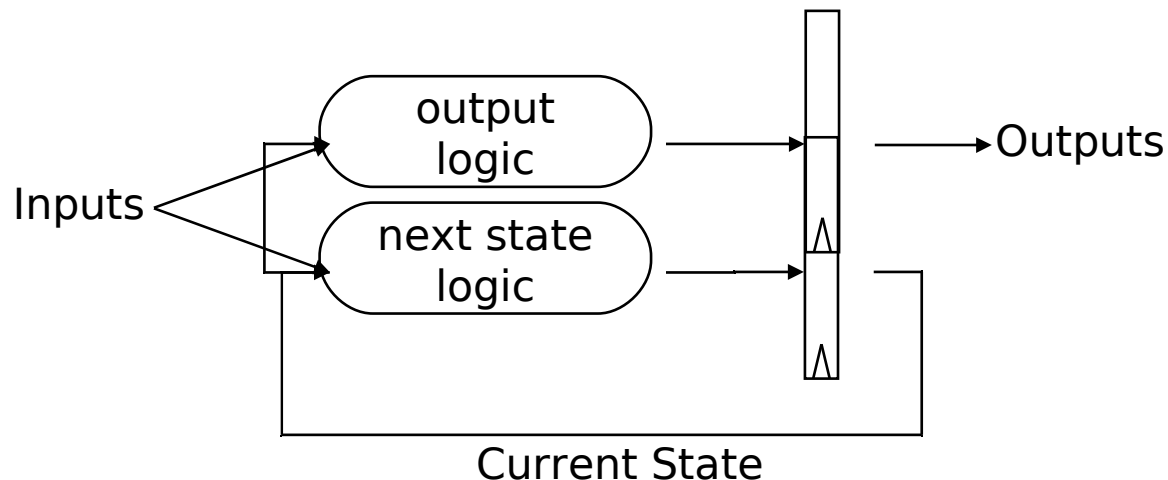 output
logic
Outputs
Inputs
next state
logic
Current State